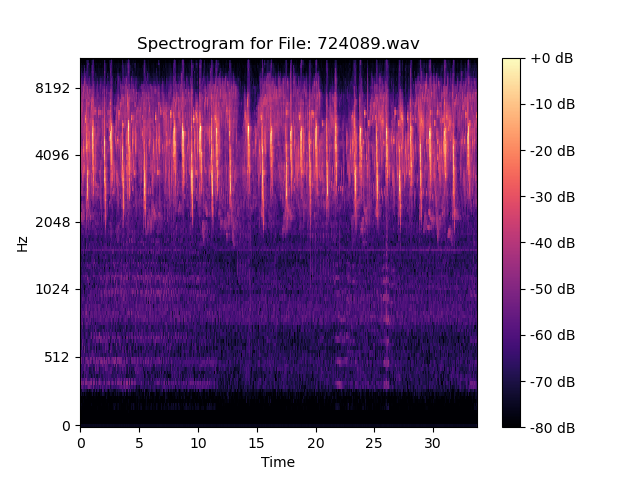 Spectrogram for File: 724089.wav
+0 dB
8192
-10 dB
4096
-20 dB
-30 dB
Hz
2048
-40 dB
1024
-50 dB
-60 dB
512
-70 dB
0
-80 dB
0 5 10 15 20 25 30
Time